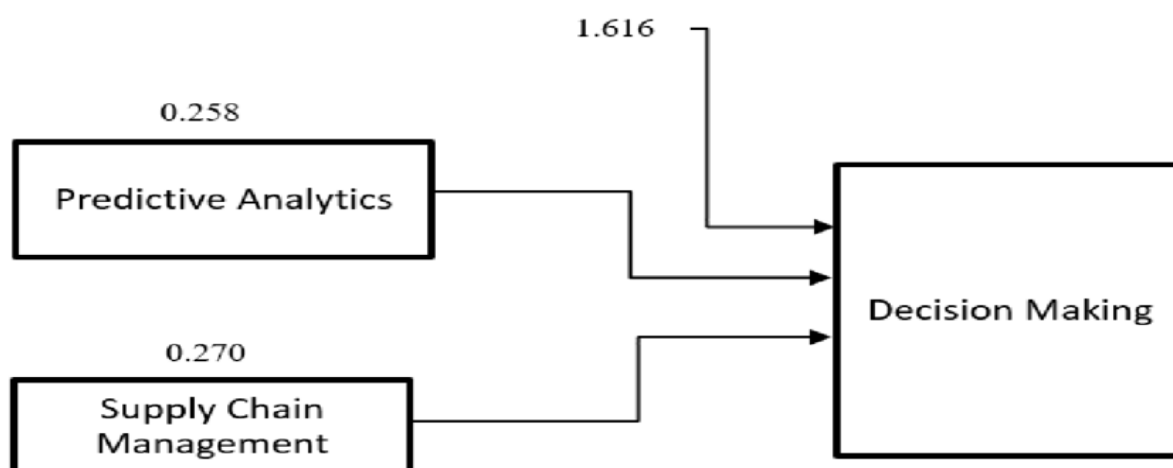 1.616
0.258
Predictive Analytics
Decision Making
0.270
Supply Chain
Management